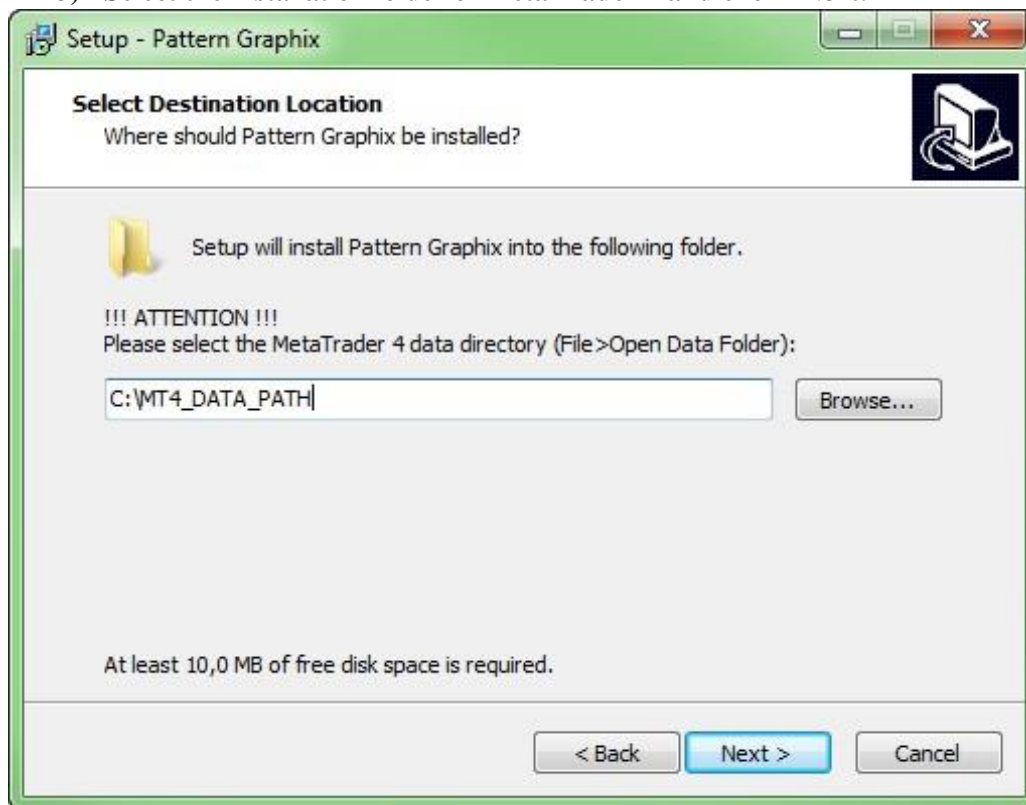 Setup - Pattern Graphix
Select Destination Location
Where should Pattern Graphix be installed?
Setup will install Pattern Graphix into the following folder.
!!! ATTENTION !!!
Please select the MetaTrader 4 data directory (File>Open Data Folder):
C:\MT4_DATA_PATH
Browse...
At least 10,0 MB of free disk space is required.
< Back
Next >
Cancel